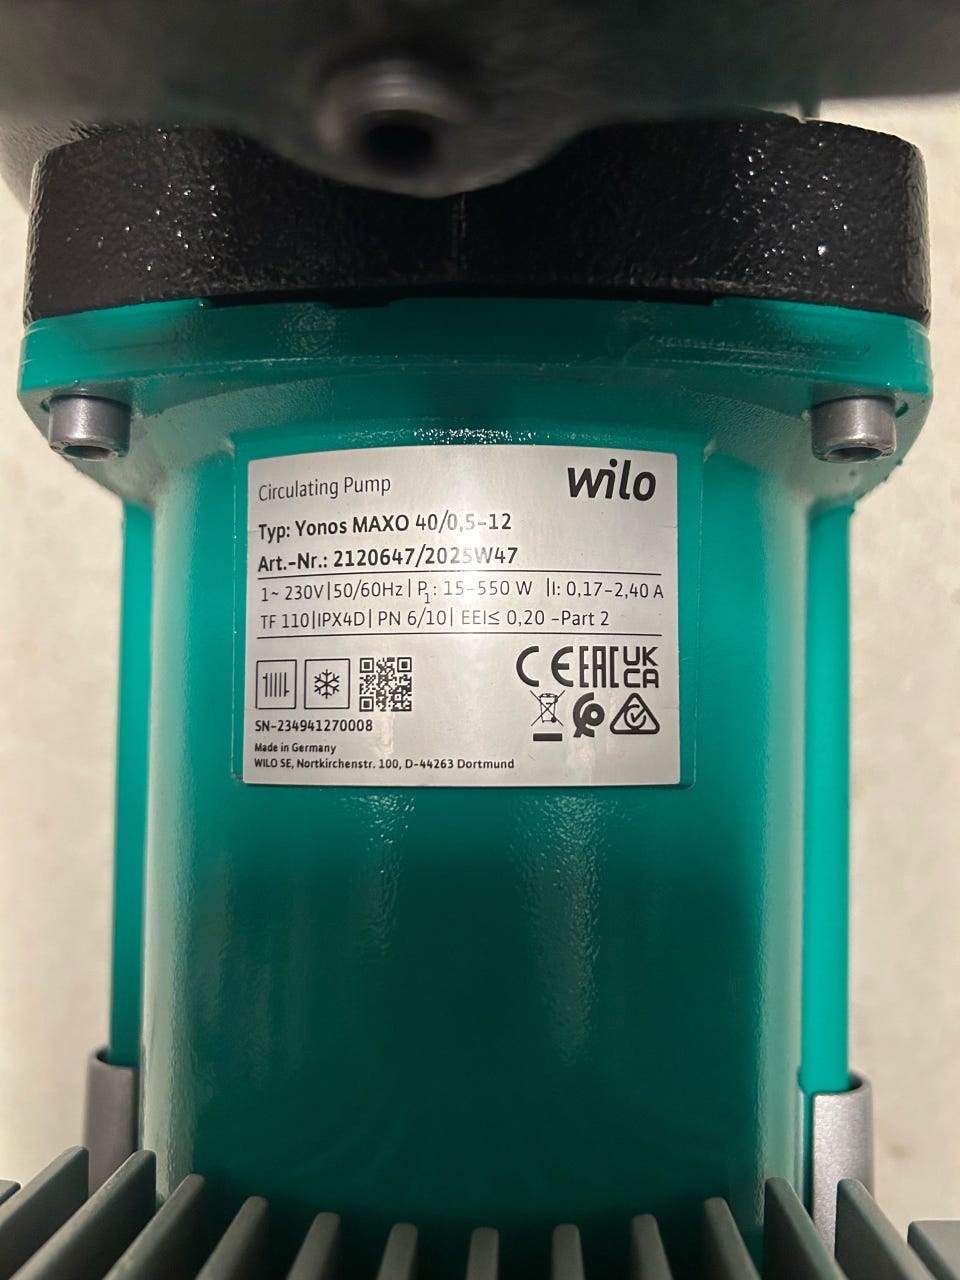 wilo
Circulating Pump
Typ: Yonos MAXO 40/0,5-12
Art.-Nr.: 2120647/2025W47
1~ 230V|50/60Hz| P1: 15-550 W |I: 0,17-2,40 A
TF 110|IPX4D| PN 6/10| EEI≤ 0,20 -Part 2
CE EAC UK CA
SN-234941270008
Made in Germany
WILO SE, Nortkirchenstr. 100, D-44263 Dortmund